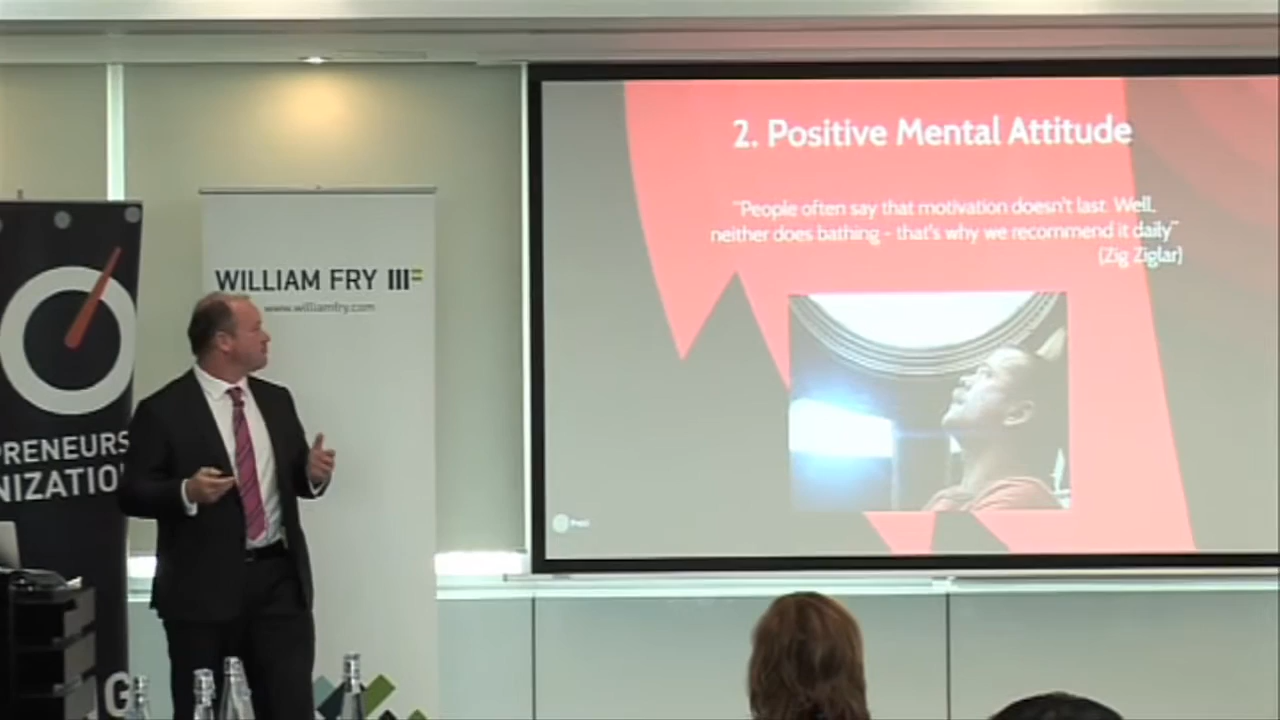 2. Positive Mental Attitude
"People often say that motivation doesn't last. Well,
neither does bathing - that's why we recommend it daily"
(Zig Ziglar)
Prezi
WILLIAM FRY
www.williamfry.com
PRENEURS
NIZATIO
G